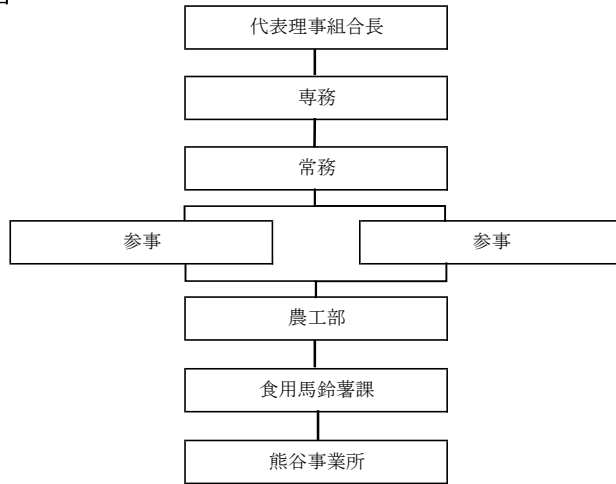 代表理事組合長
専務
常務
参事
参事
農工部
食用馬鈴薯課
熊谷事業所